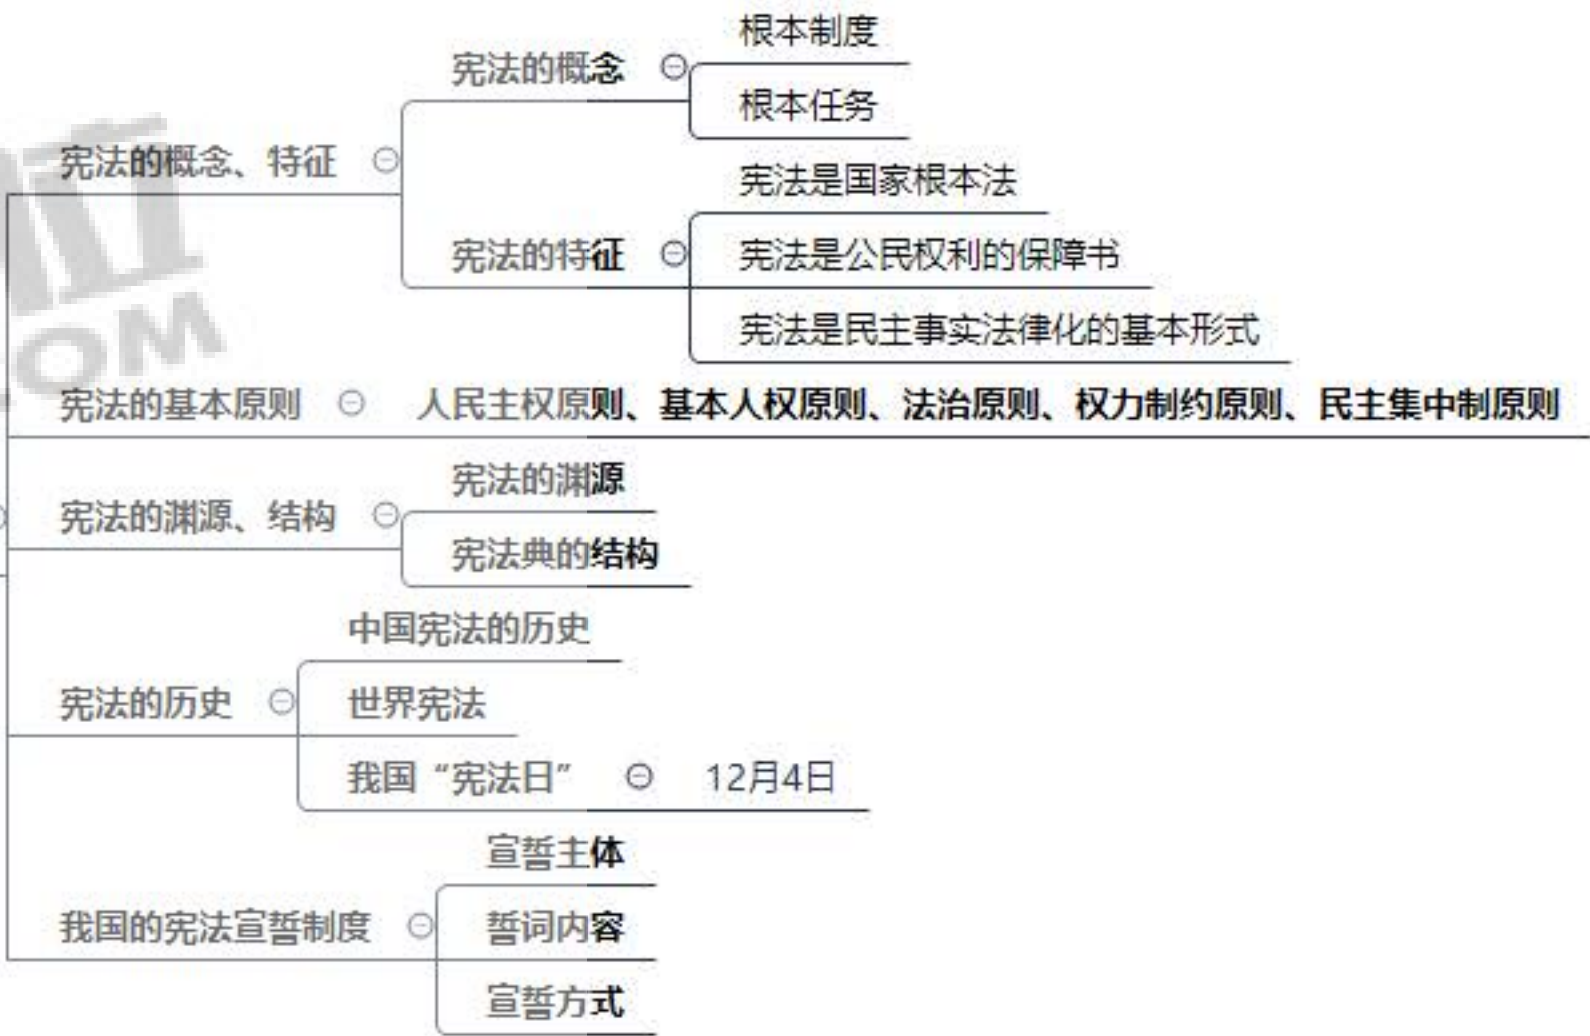 根本制度
宪法的概念
根本任务
宪法的概念、特征
宪法是国家根本法
宪法的特征
宪法是公民权利的保障书
宪法是民主事实法律化的基本形式
宪法的基本原则
人民主权原则、基本人权原则、法治原则、权力制约原则、民主集中制原则
宪法的渊源
宪法的渊源、结构
宪法典的结构
中国宪法的历史
宪法的历史
世界宪法
我国“宪法日”
12月4日
宣誓主体
我国的宪法宣誓制度
誓词内容
宣誓方式
OM